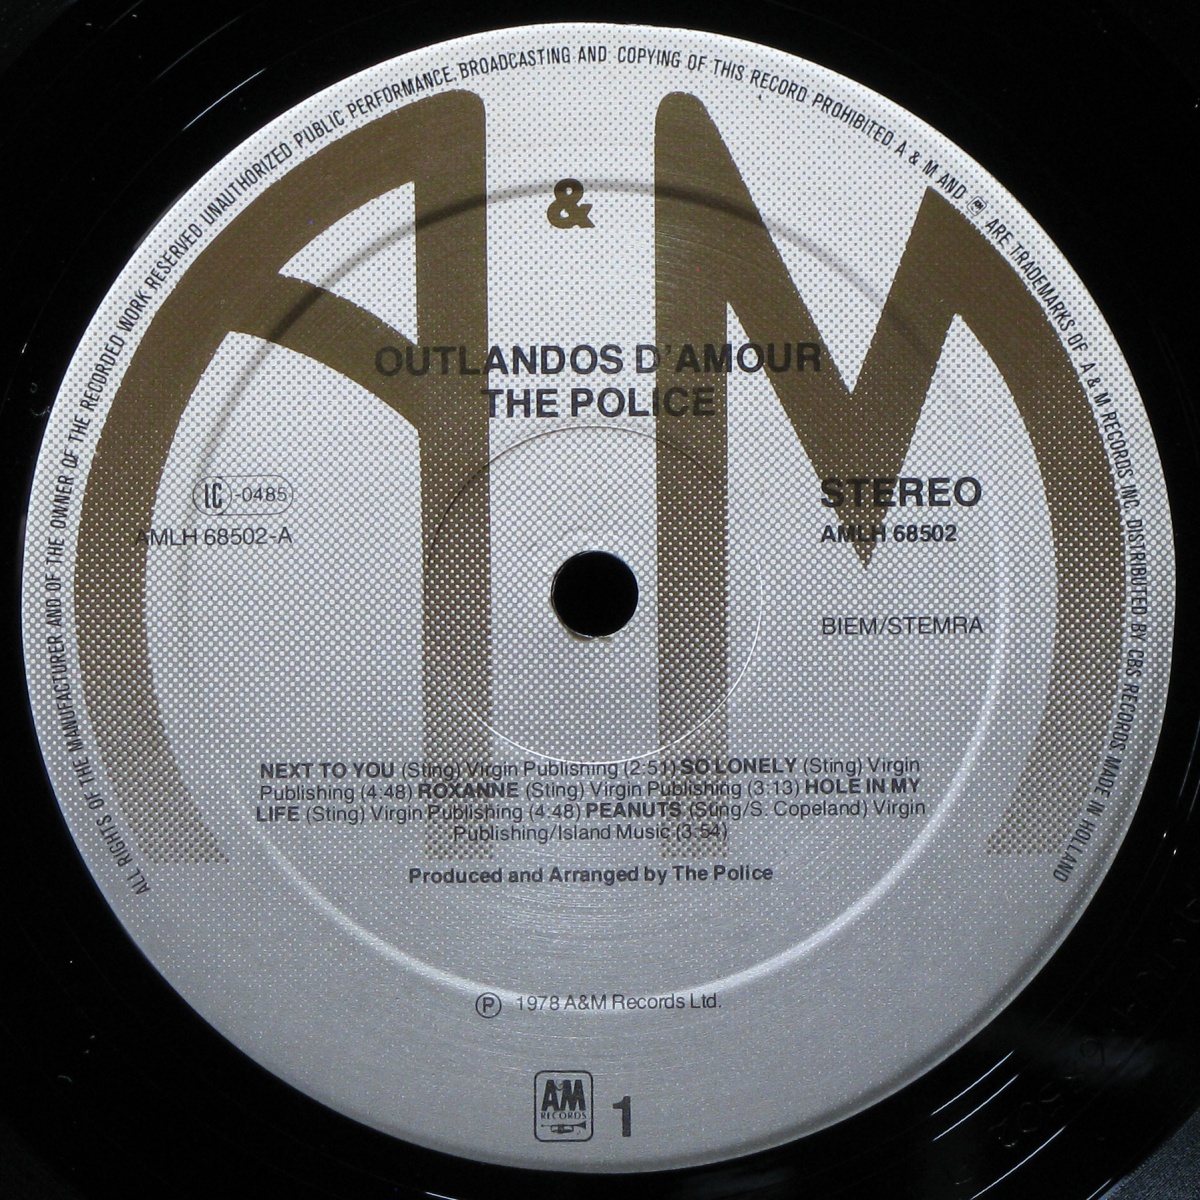 ALL RIGHTS OF THE MANUFACTURER AND OF THE OWNER OF THE RECORDED WORK RESERVED UNAUTHORIZED PUBLIC PERFORMANCE, BROADCASTING AND COPYING OF THIS RECORD PROHIBITED A & M AND AM ARE TRADEMARKS OF A & M RECORDS INC. DISTRIBUTED BY CBS RECORDS MADE IN HOLLAND
A & M
OUTLANDOS D'AMOUR
THE POLICE
LC-0485
AMLH 68502-A
STEREO
AMLH 68502
BIEM/STEMRA
NEXT TO YOU (Sting) Virgin Publishing (2:51) SO LONELY (Sting) Virgin
Publishing (4·48) ROXANNE (Sting) Virgin Publishing (3:13) HOLE IN MY
LIFE (Sting) Virgin Publishing (4.48) PEANUTS (Sting/S. Copeland) Virgin
Publishing/Island Music (3:54)
Produced and Arranged by The Police
℗ 1978 A&M Records Ltd.
AM
RECORDS
1